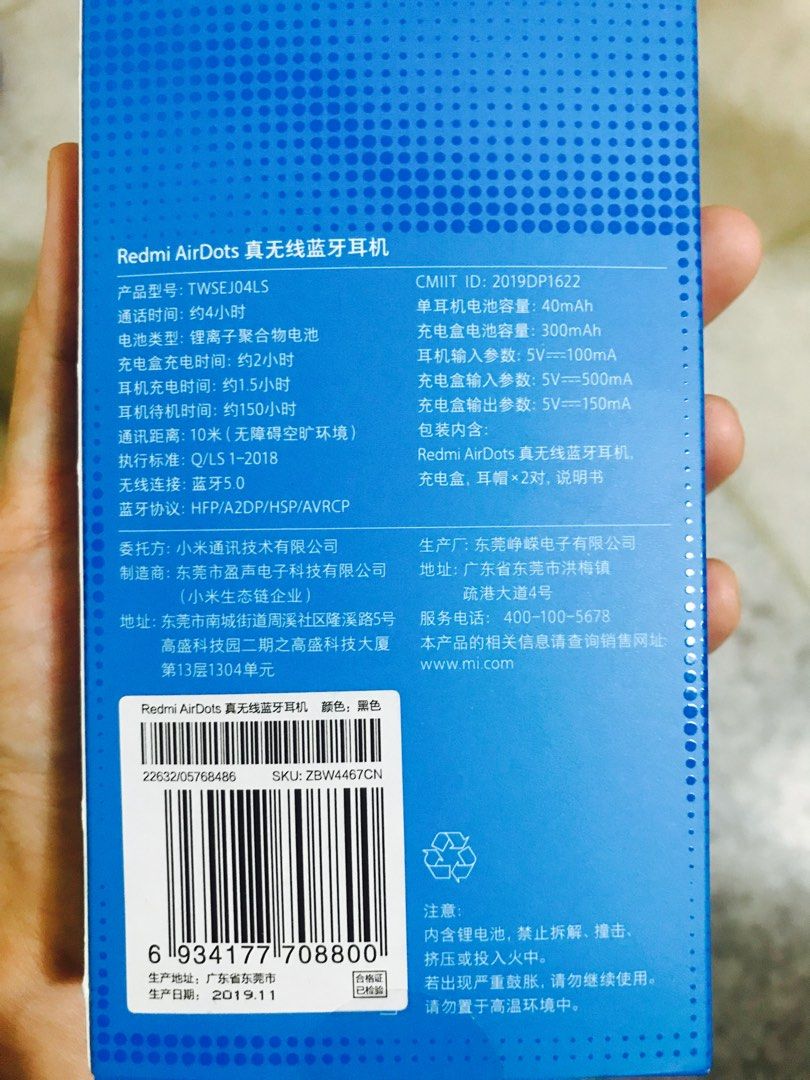 Redmi AirDots 真无线蓝牙耳机
产品型号: TWSEJ04LS
通话时间: 约4小时
电池类型: 锂离子聚合物电池
充电盒充电时间: 约2小时
耳机充电时间: 约1.5小时
耳机待机时间: 约150小时
通讯距离: 10米 (无障碍空旷环境)
执行标准: Q/LS 1-2018
无线连接: 蓝牙5.0
蓝牙协议: HFP/A2DP/HSP/AVRCP
CMIIT ID: 2019DP1622
单耳机电池容量: 40mAh
充电盒电池容量: 300mAh
耳机输入参数: 5V⎓100mA
充电盒输入参数: 5V⎓500mA
充电盒输出参数: 5V⎓150mA
包装内含:
Redmi AirDots 真无线蓝牙耳机,
充电盒, 耳帽×2对, 说明书
委托方: 小米通讯技术有限公司
制造商: 东莞市盈声电子科技有限公司
(小米生态链企业)
地址: 东莞市南城街道周溪社区隆溪路5号
高盛科技园二期之高盛科技大厦
第13层1304单元
生产厂: 东莞峥嵘电子有限公司
地址: 广东省东莞市洪梅镇
疏港大道4号
服务电话: 400-100-5678
本产品的相关信息请查询销售网址:
www.mi.com
Redmi AirDots 真无线蓝牙耳机 颜色: 黑色
22632/05768486 SKU: ZBW4467CN
6 934177 708800
生产地址: 广东省东莞市
生产日期: 2019.11
合格证
已检验
注意:
内含锂电池, 禁止拆解、撞击、
挤压或投入火中。
若出现严重鼓胀, 请勿继续使用。
请勿置于高温环境中。